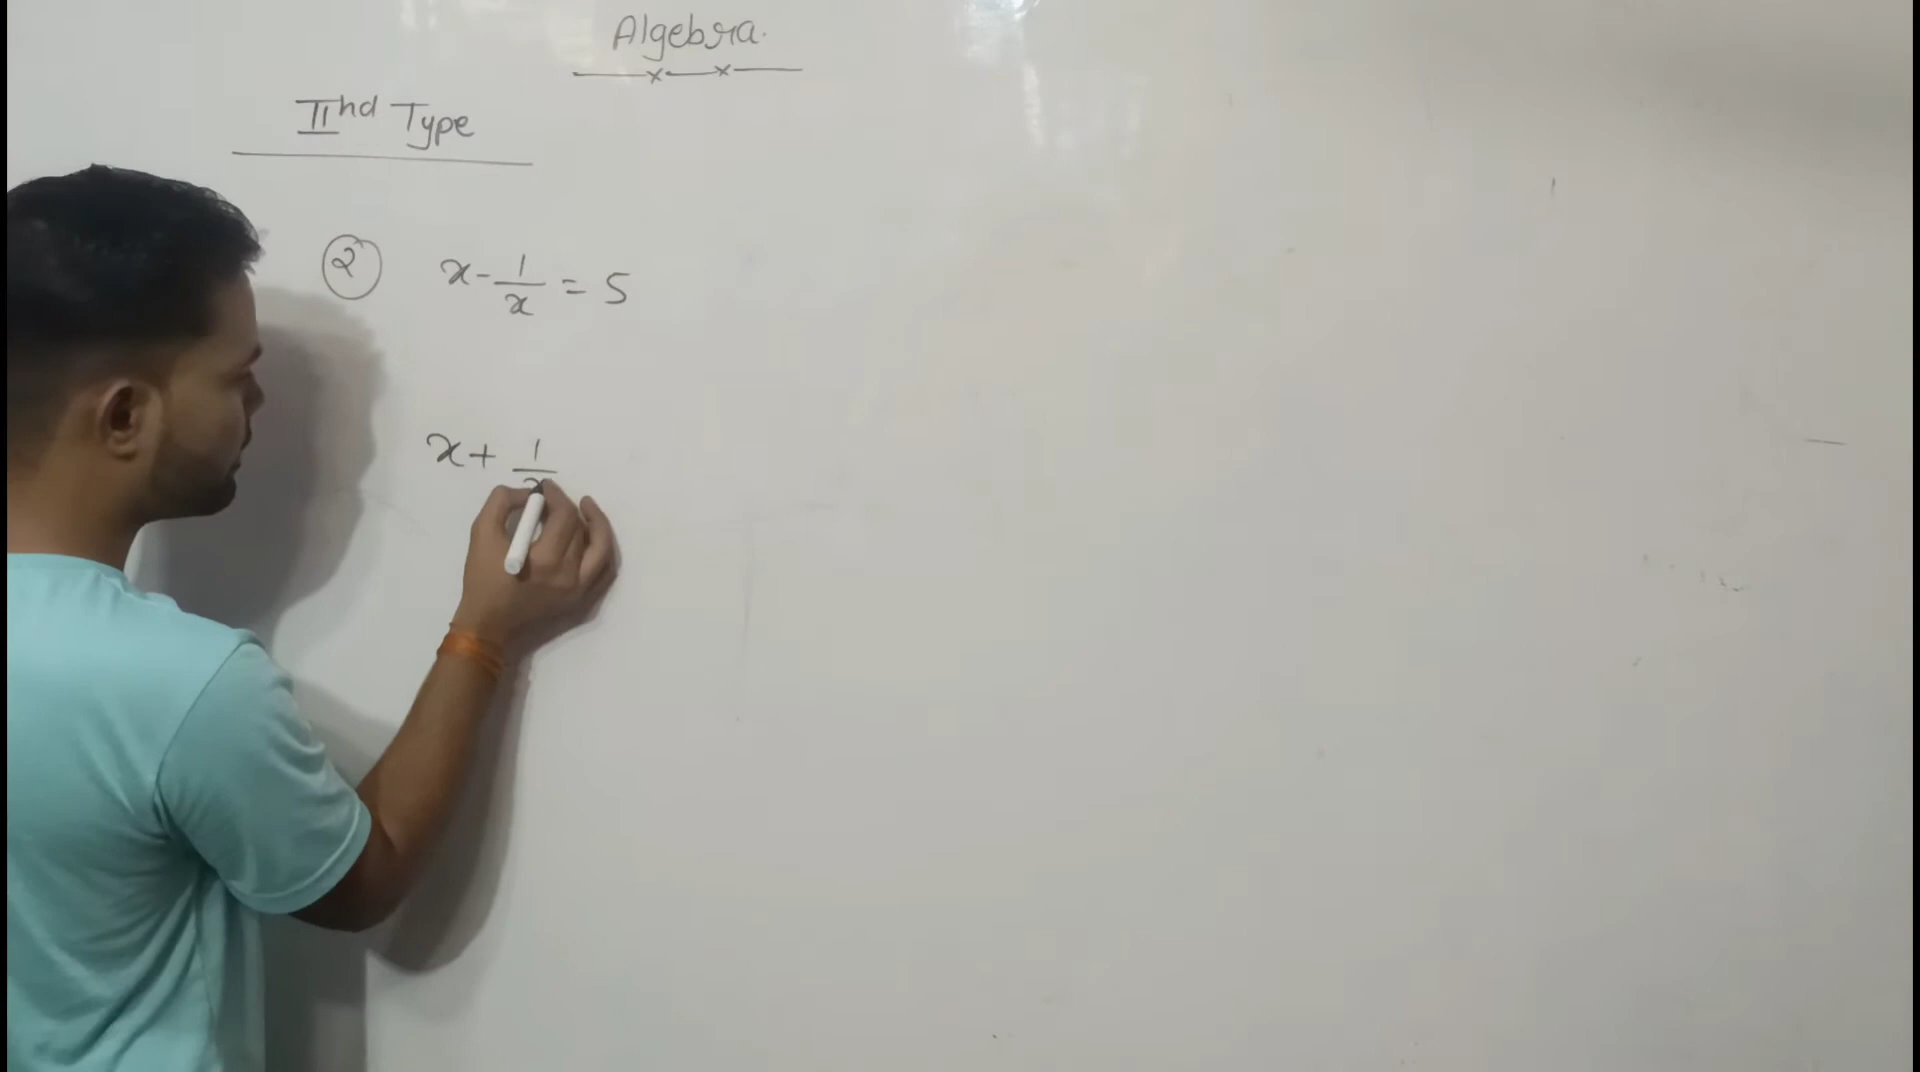 Algebra.
IInd Type
2 x - 1/x = 5
x + 1/x